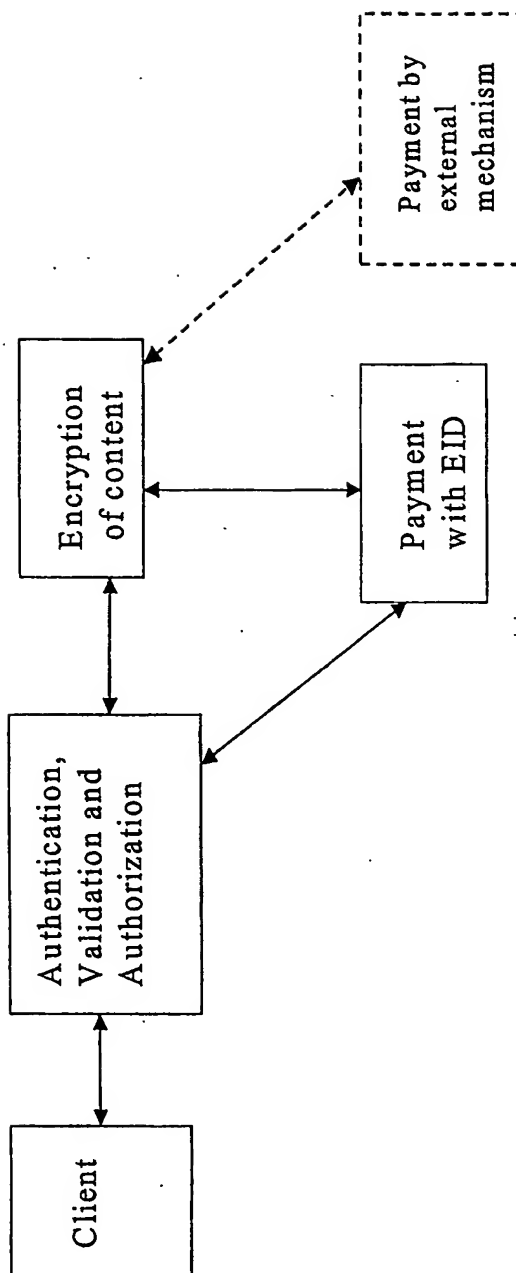 Client
Authentication,
Validation and
Authorization
Encryption
of content
Payment
with EID
Payment by
external
mechanism